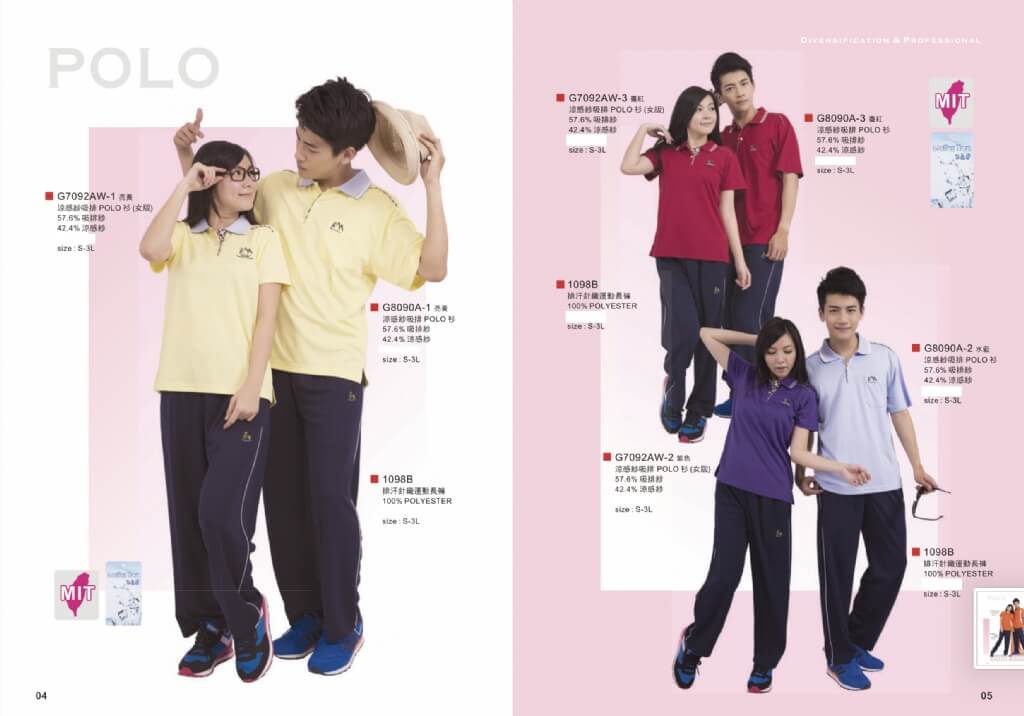 POLO
G7092AW-1 亮黃
涼感紗吸排 POLO 衫 (女版)
57.6% 吸排紗
42.4% 涼感紗
size : S-3L
G8090A-1 亮黃
涼感紗吸排 POLO 衫
57.6% 吸排紗
42.4% 涼感紗
size : S-3L
1098B
排汗針織運動長褲
100% POLYESTER
size : S-3L
MIT
04
DIVERSIFICATION & PROFESSIONAL
G7092AW-3 棗紅
涼感紗吸排 POLO 衫 (女版)
57.6% 吸排紗
42.4% 涼感紗
size : S-3L
G8090A-3 棗紅
涼感紗吸排 POLO 衫
57.6% 吸排紗
42.4% 涼感紗
size : S-3L
MIT
1098B
排汗針織運動長褲
100% POLYESTER
size : S-3L
G8090A-2 水藍
涼感紗吸排 POLO 衫
57.6% 吸排紗
42.4% 涼感紗
size : S-3L
G7092AW-2 紫色
涼感紗吸排 POLO 衫 (女版)
57.6% 吸排紗
42.4% 涼感紗
size : S-3L
1098B
排汗針織運動長褲
100% POLYESTER
size : S-3L
05